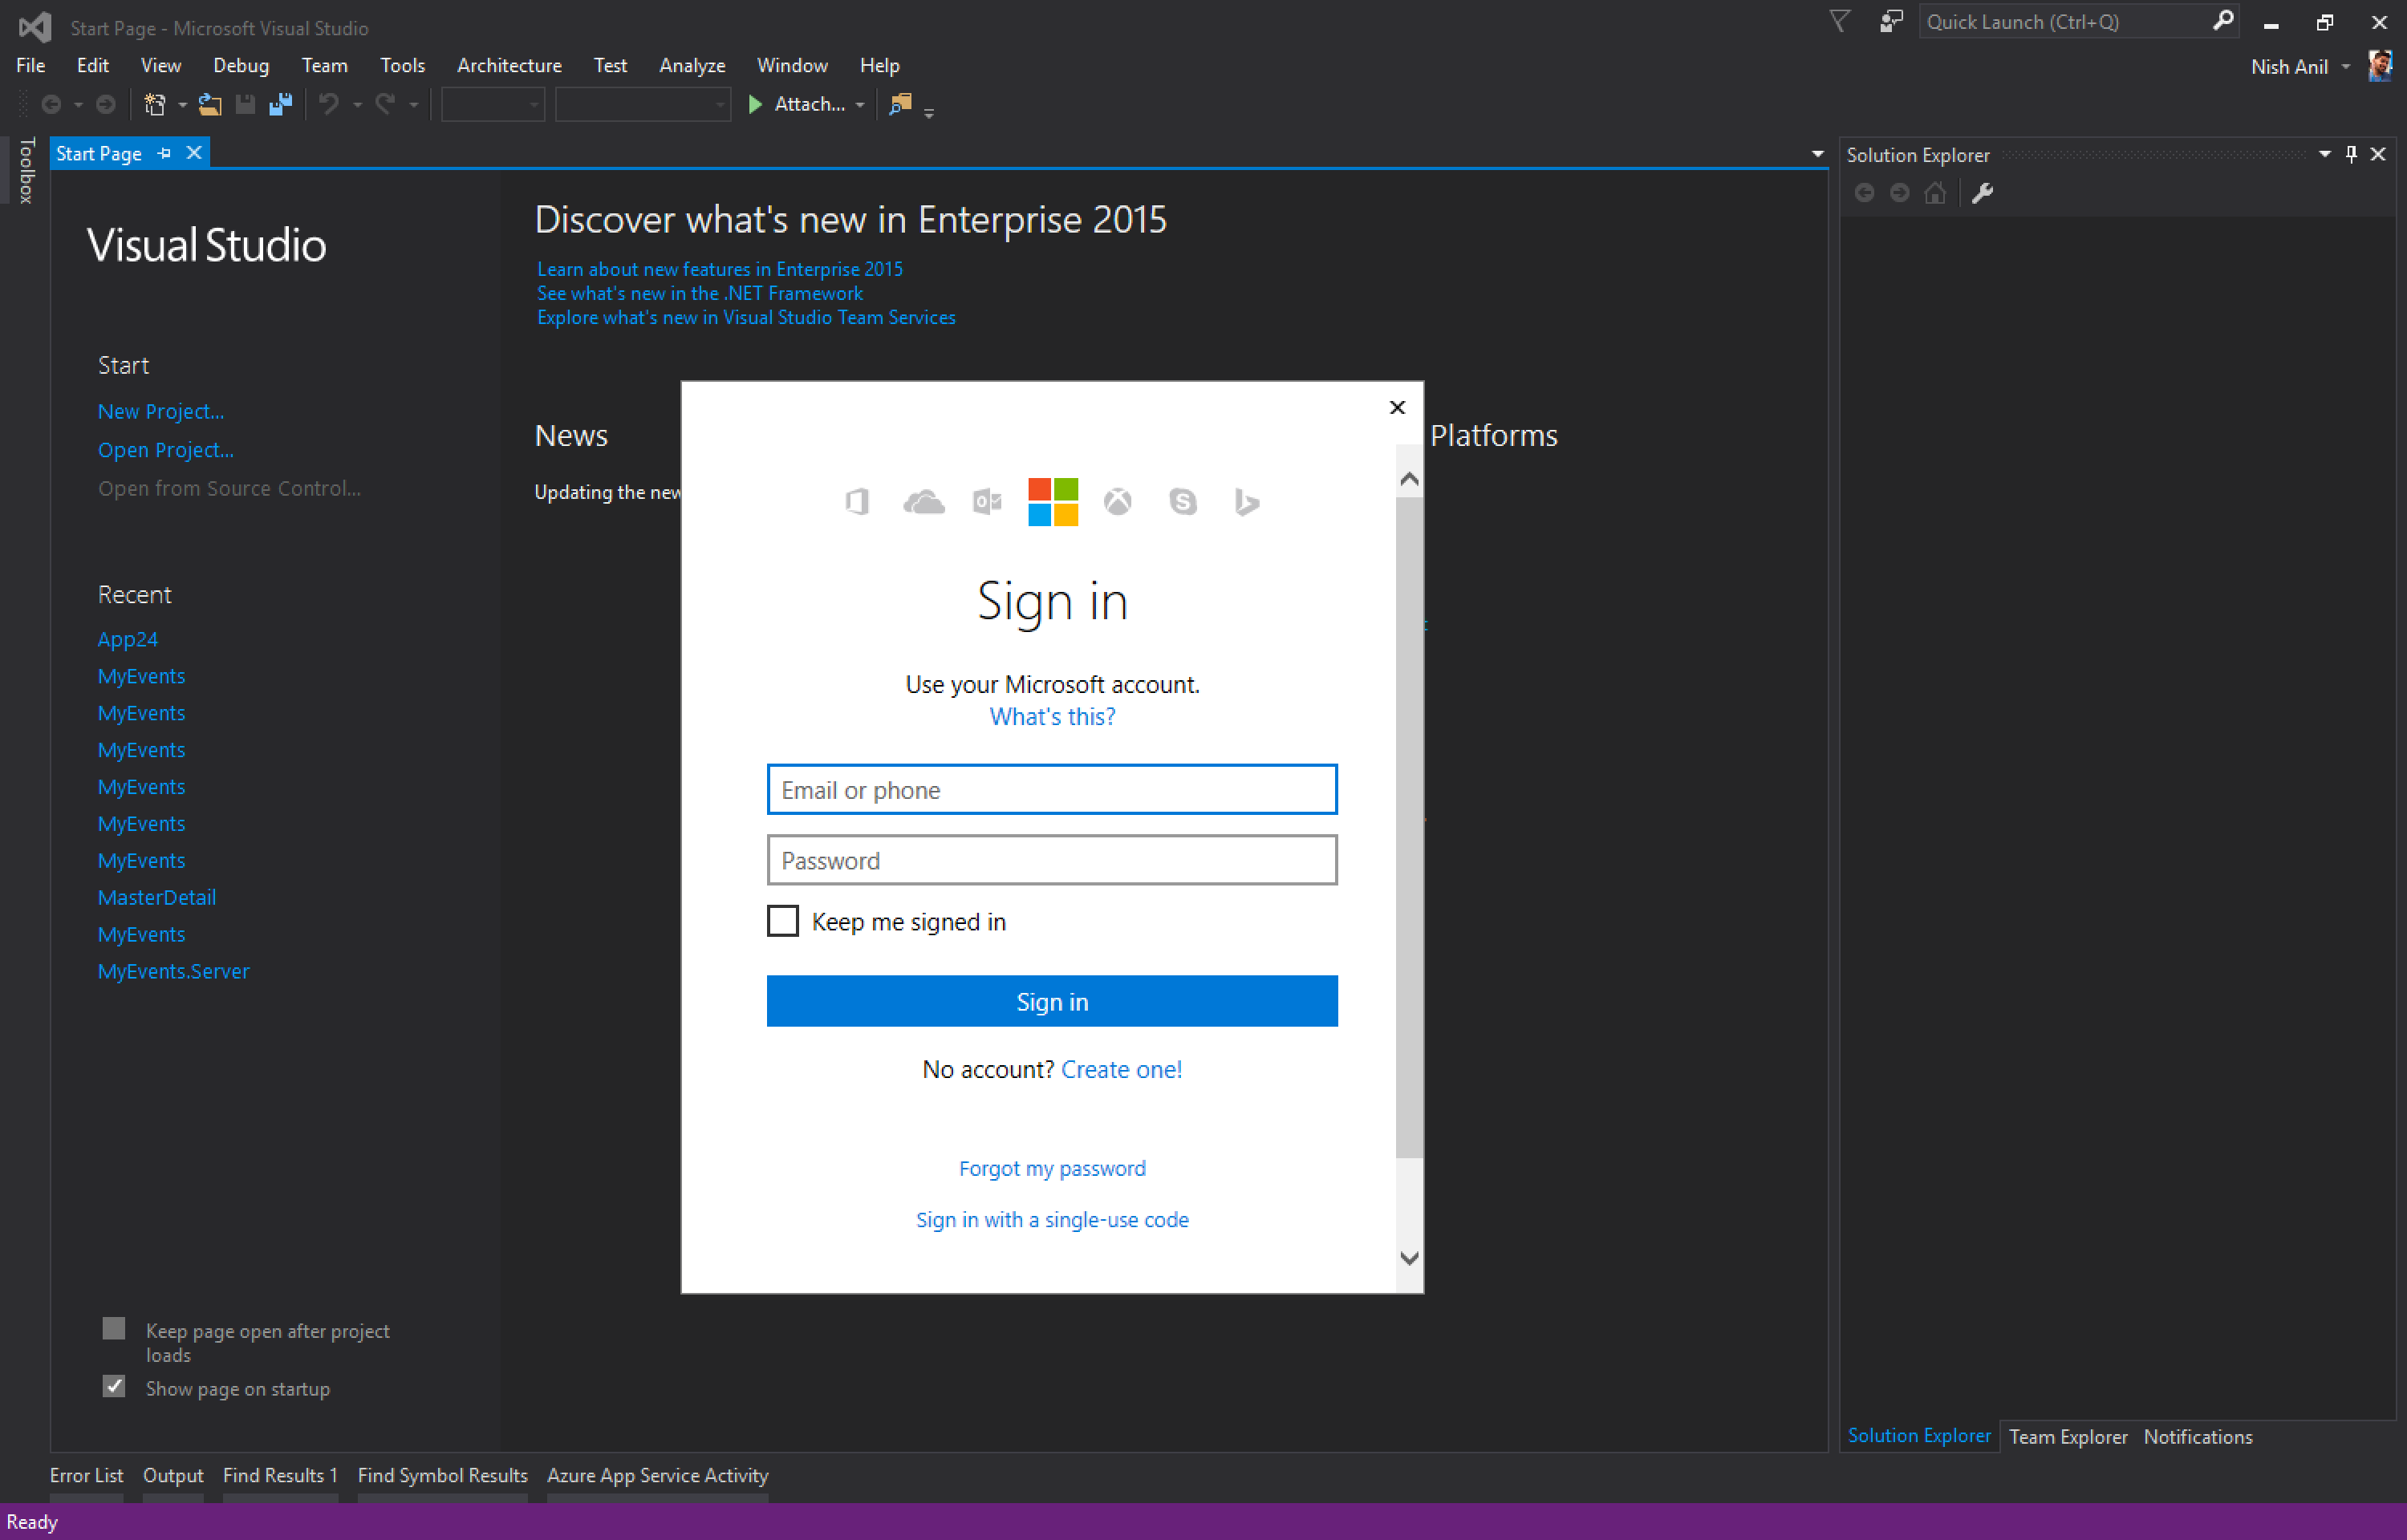 Start Page - Microsoft Visual Studio
Quick Launch (Ctrl+Q)
File Edit View Debug Team Tools Architecture Test Analyze Window Help
Nish Anil
Attach...
Toolbox
Start Page
Solution Explorer
Visual Studio
Discover what's new in Enterprise 2015
Learn about new features in Enterprise 2015
See what's new in the .NET Framework
Explore what's new in Visual Studio Team Services
Start
New Project...
Open Project...
Open from Source Control...
Recent
App24
MyEvents
MyEvents
MyEvents
MyEvents
MyEvents
MyEvents
MasterDetail
MyEvents
MyEvents.Server
Keep page open after project
loads
Show page on startup
News
Updating the new
Platforms
Sign in
Use your Microsoft account.
What's this?
Email or phone
Password
Keep me signed in
Sign in
No account? Create one!
Forgot my password
Sign in with a single-use code
Solution Explorer Team Explorer Notifications
Error List Output Find Results 1 Find Symbol Results Azure App Service Activity
Ready